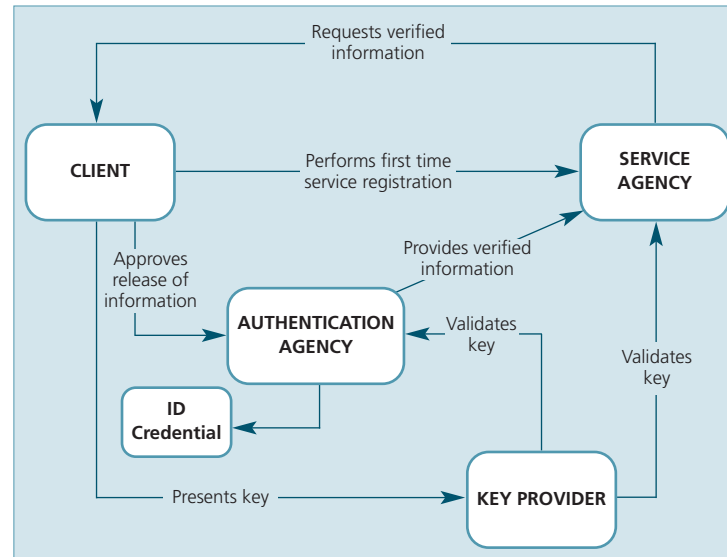 Requests verified
information
CLIENT
Performs first time
service registration
SERVICE
AGENCY
Approves
release of
information
Provides verified
information
AUTHENTICATION
AGENCY
Validates
key
Validates
key
ID
Credential
Presents key
KEY PROVIDER